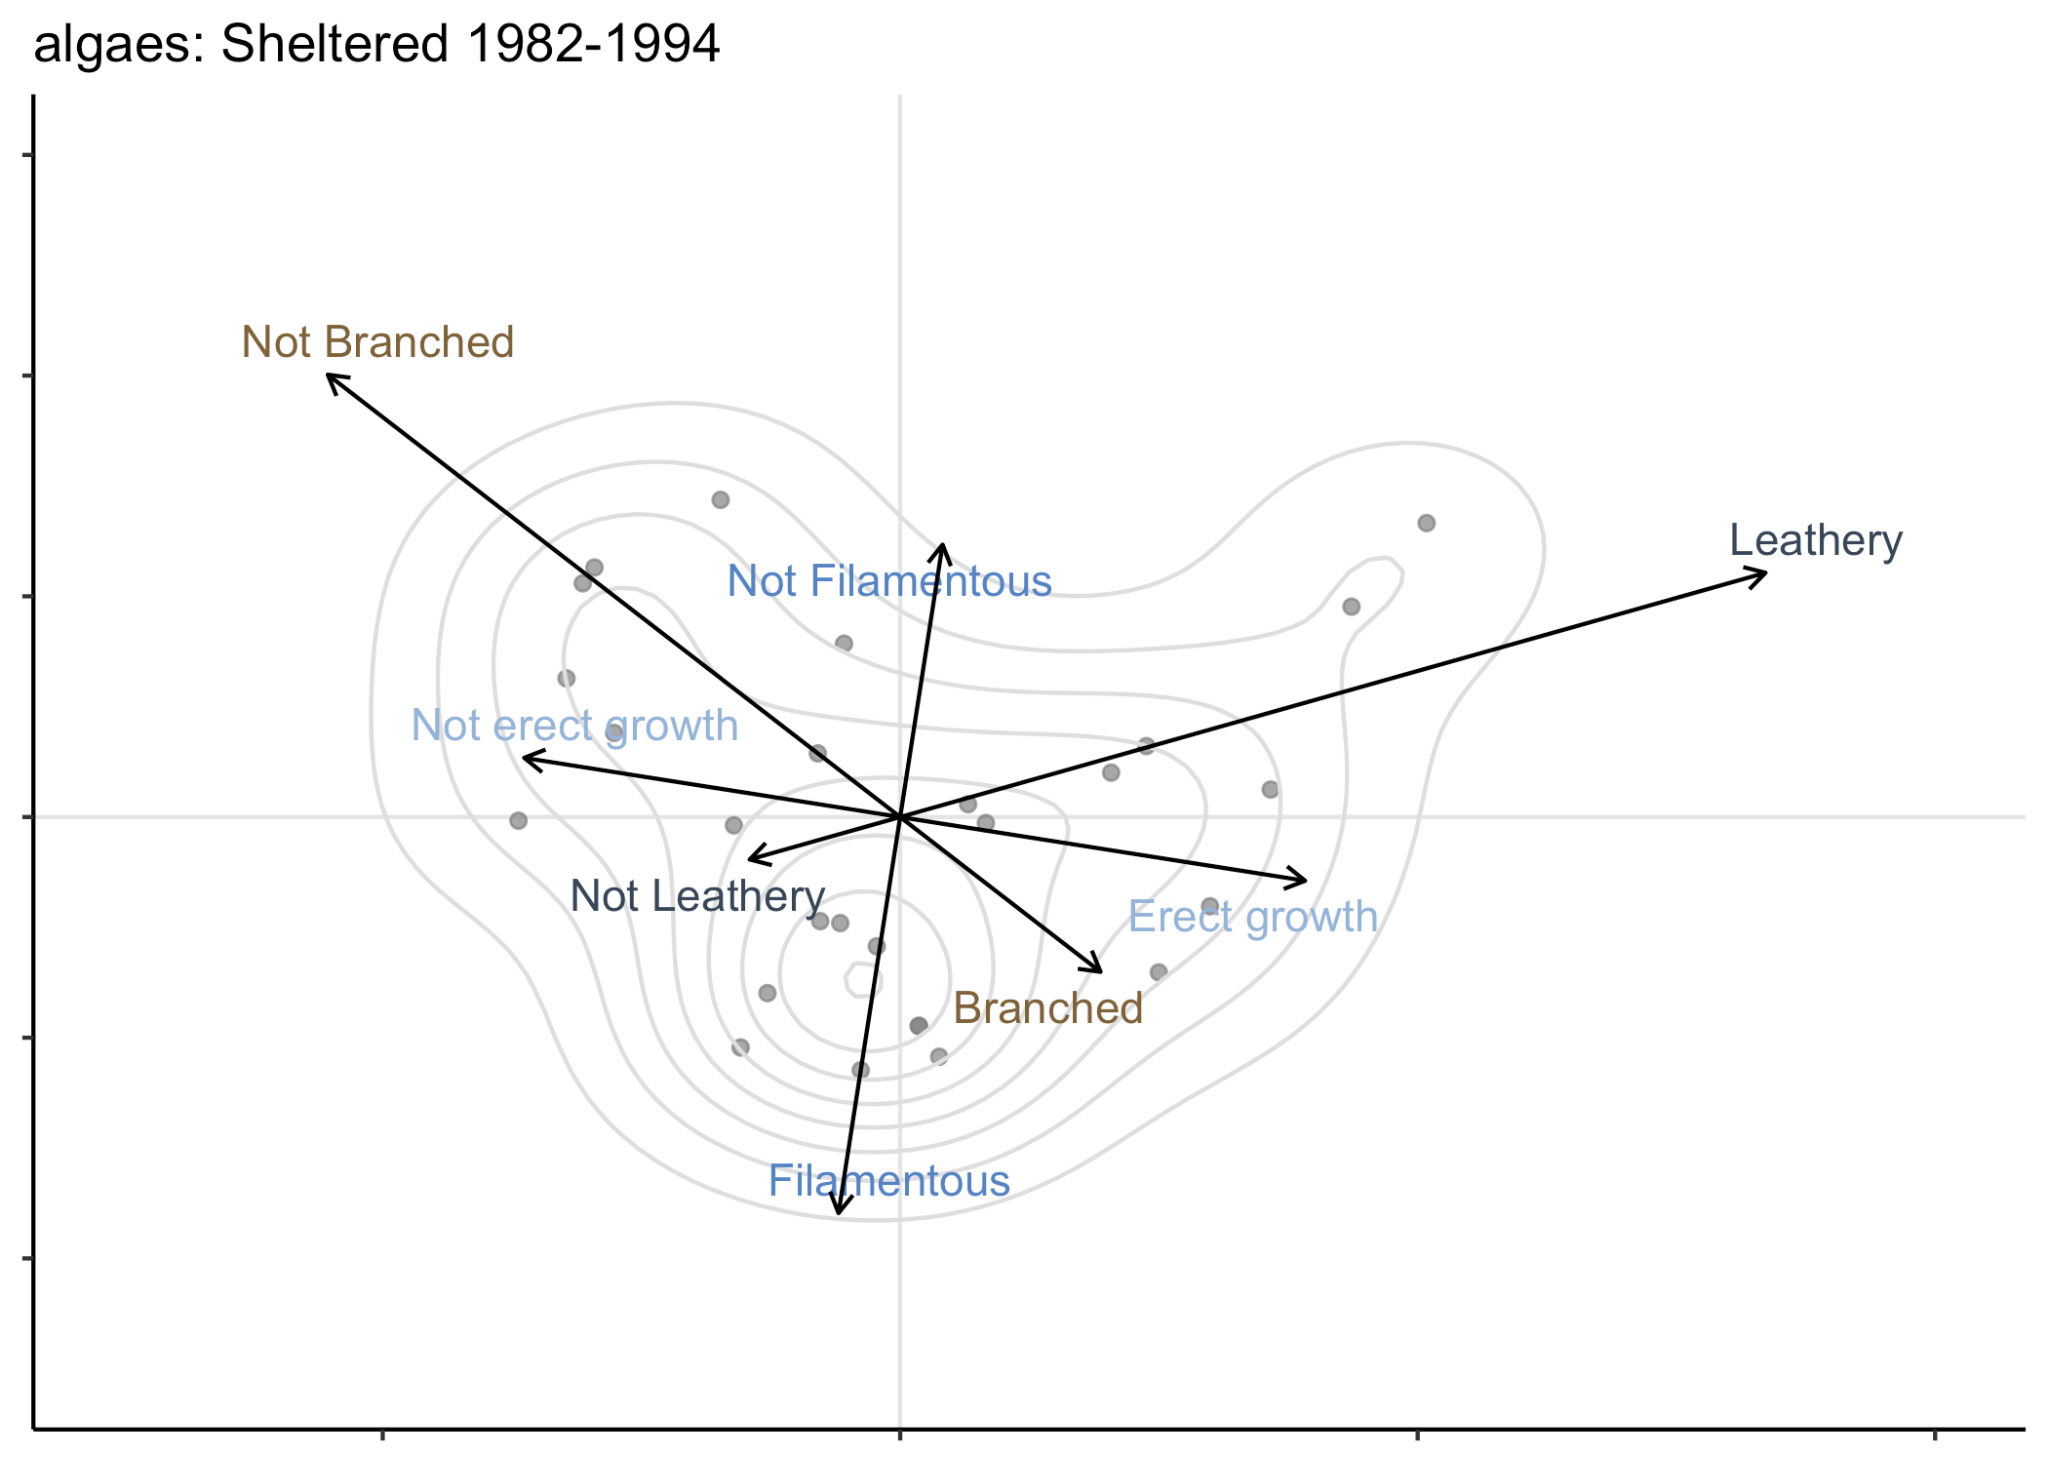 algaes: Sheltered 1982-1994
Not Branched
Leathery
Not Filamentous
Not erect growth
Not Leathery
Erect growth
Branched
Filamentous